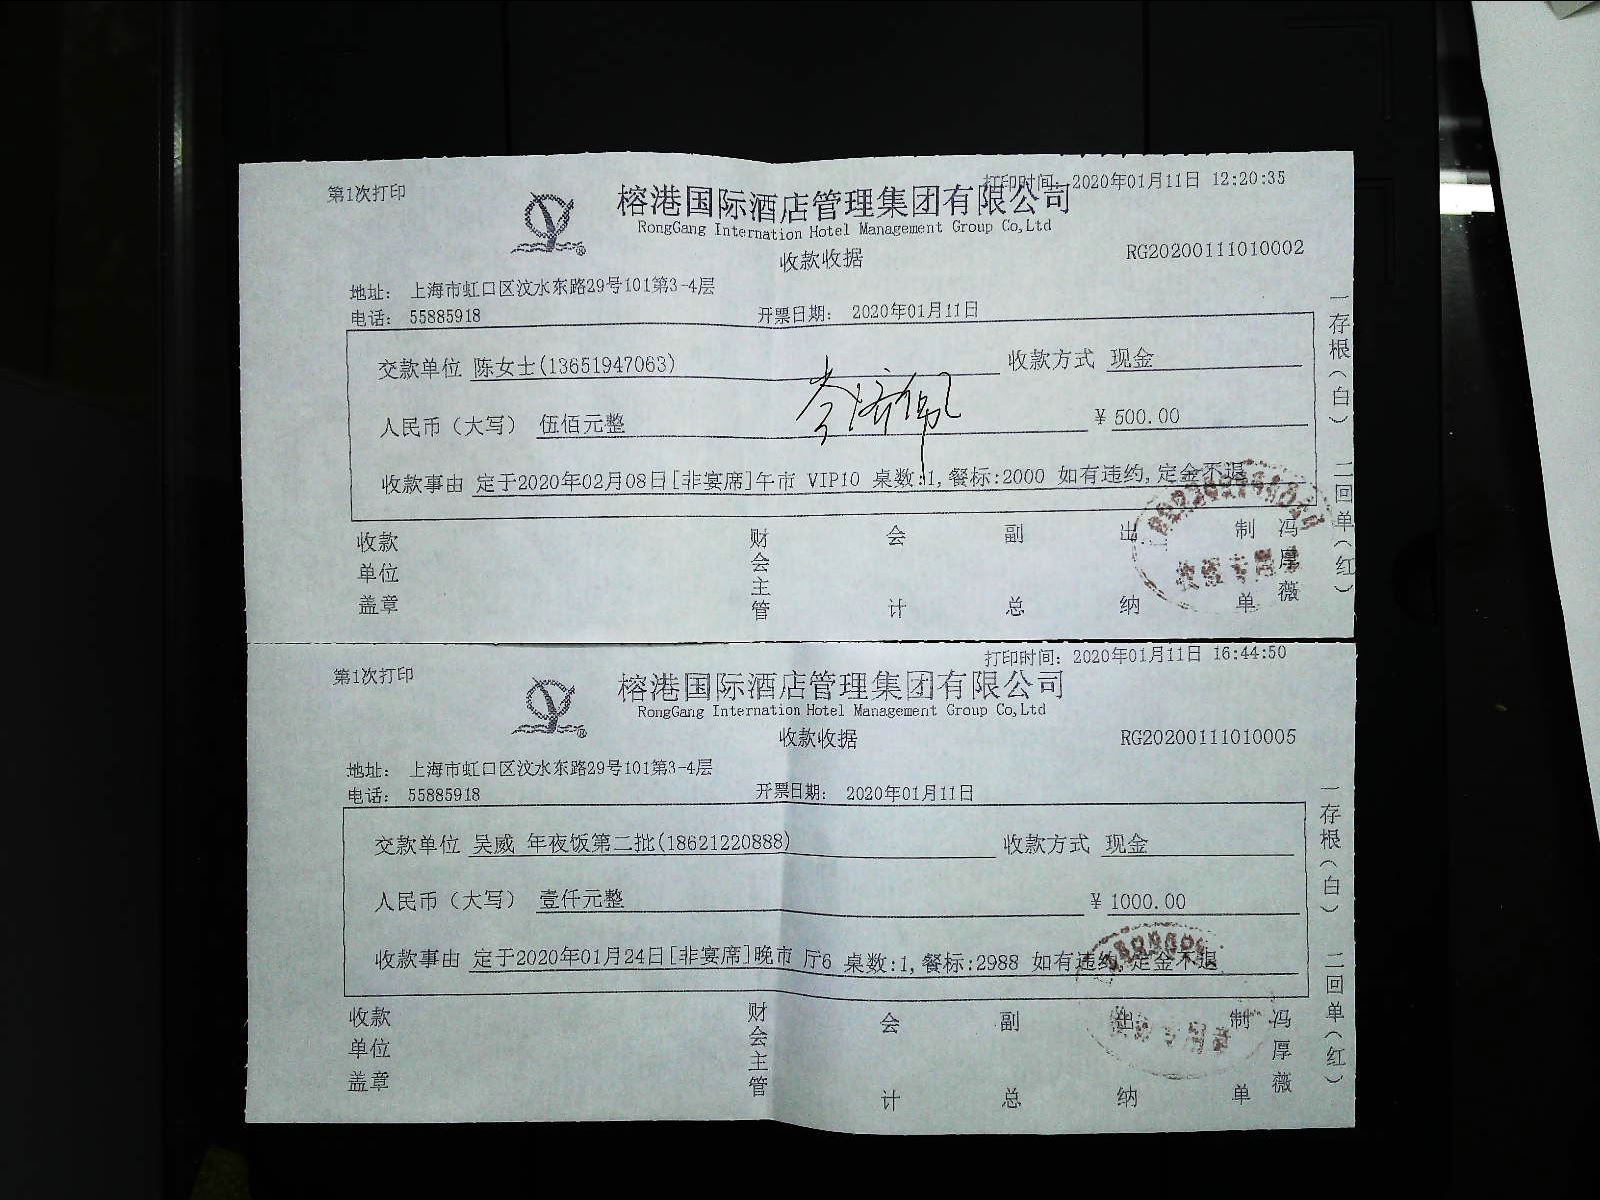 第1次打印
打印时间: 2020年01月11日 12:20:35
榕港国际酒店管理集团有限公司
RongGang Internation Hotel Management Group Co,Ltd
收款收据
RG20200111010002
地址: 上海市虹口区汶水东路29号101第3-4层
电话: 55885918
开票日期: 2020年01月11日
交款单位 陈女士(13651947063) 收款方式 现金
人民币(大写) 伍佰元整 ¥ 500.00
收款事由 定于2020年02月08日[非宴席]午市 VIP10 桌数:1,餐标:2000 如有违约,定金不退
收款单位盖章 财会主管 会计 副总 出纳 制单 冯厚薇
一存根(白) 二回单(红)
第1次打印
打印时间: 2020年01月11日 16:44:50
榕港国际酒店管理集团有限公司
RongGang Internation Hotel Management Group Co,Ltd
收款收据
RG20200111010005
地址: 上海市虹口区汶水东路29号101第3-4层
电话: 55885918
开票日期: 2020年01月11日
交款单位 吴威 年夜饭第二批(18621220888) 收款方式 现金
人民币(大写) 壹仟元整 ¥ 1000.00
收款事由 定于2020年01月24日[非宴席]晚市 厅6 桌数:1,餐标:2988 如有违约,定金不退
收款单位盖章 财会主管 会计 副总 出纳 制单 冯厚薇
一存根(白) 二回单(红)